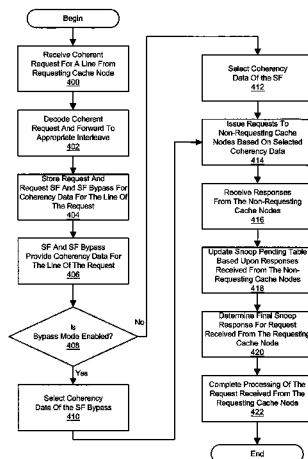 Begin
Receive Coherent
Request For A Line From
Requesting Cache Node
400
Decode Coherent
Request And Forward To
Appropriate Interleave
402
Store Request And
Request SF And SF Bypass For
Coherency Data For The Line Of
The Request
404
SF And SF Bypass
Provide Coherency Data For
The Line Of The Request
406
Is
Bypass Mode Enabled?
408
No
Yes
Select Coherency
Data Of the SF Bypass
410
Select Coherency
Data Of the SF
412
Issue Requests To
Non-Requesting Cache
Nodes Based On Selected
Coherency Data
414
Receive Responses
From The Non-Requesting
Cache Nodes
416
Update Snoop Pending Table
Based Upon Responses
Received From The Non-
Requesting Cache Nodes
418
Determine Final Snoop
Response For Request
Received From The Requesting
Cache Node
420
Complete Processing Of The
Request Received From The
Requesting Cache Node
422
End